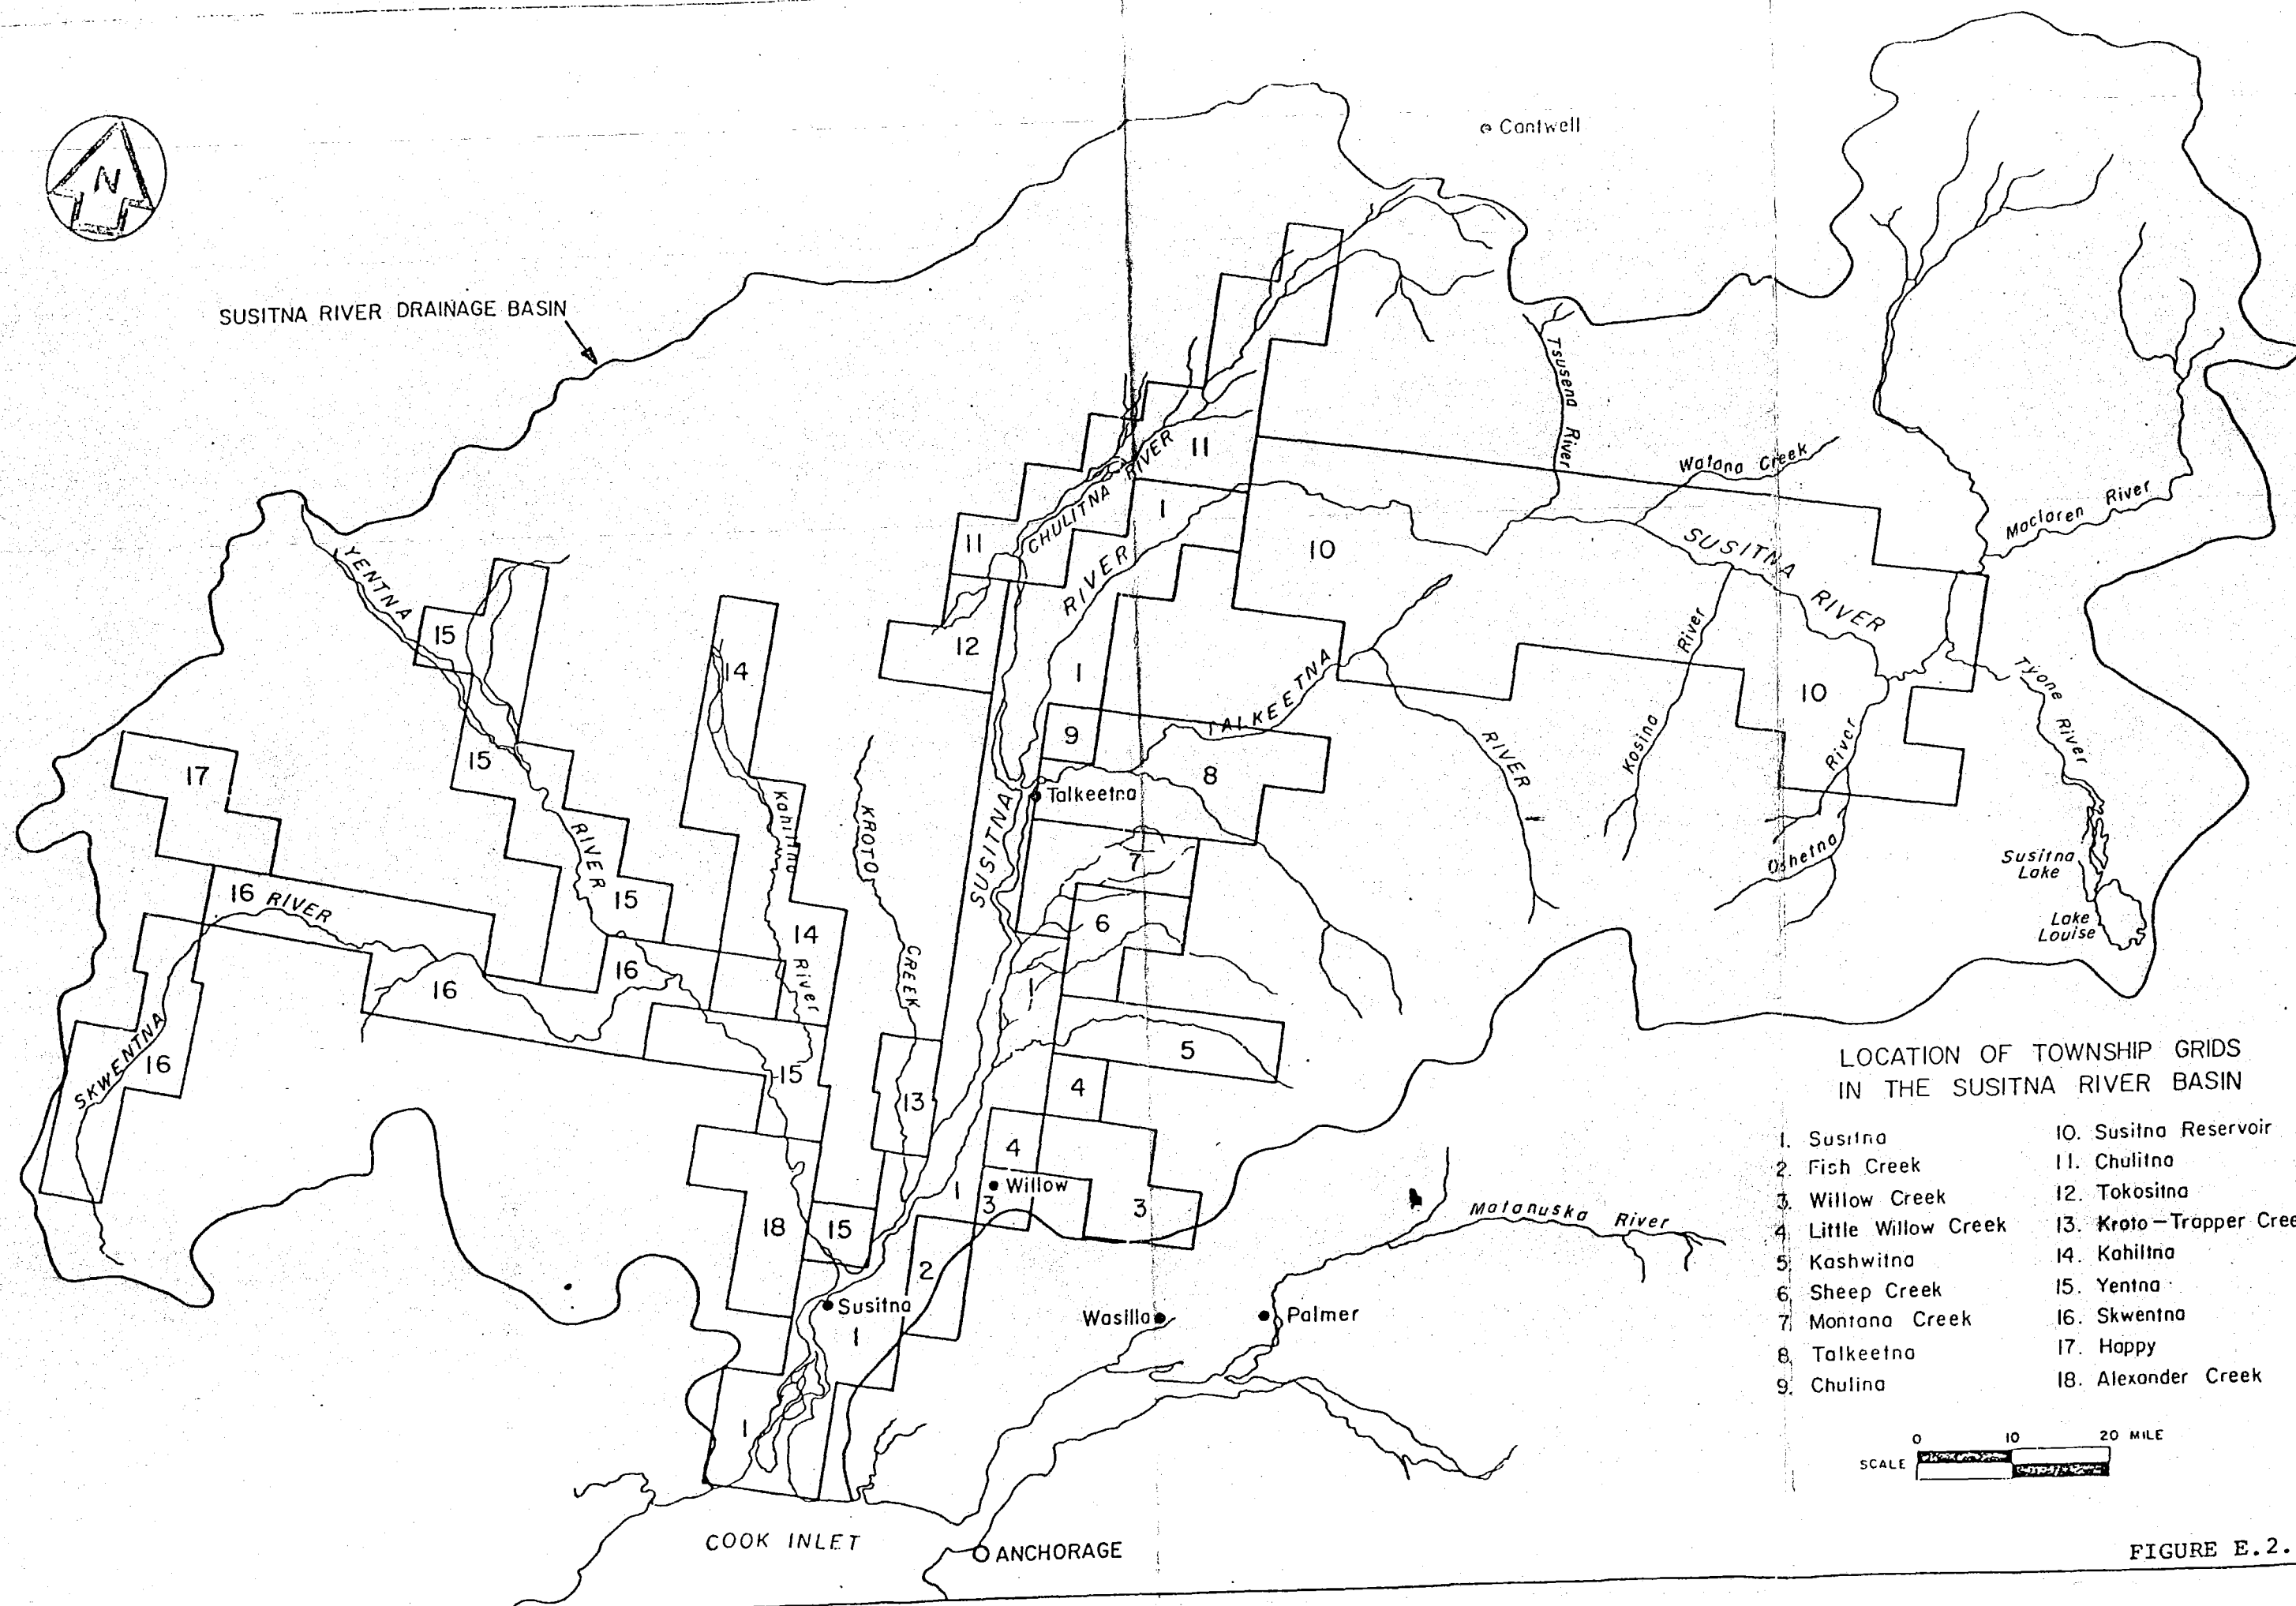 N
Cantwell
SUSITNA RIVER DRAINAGE BASIN
Tsusena River
Watana Creek
Maclaren River
CHULITNA RIVER
11
1
11
10
SUSITNA RIVER
YENTNA
RIVER
15
12
14
1
TALKEETNA
RIVER
Kosina River
10
Tyone River
River
Oshetna
9
8
17
15
Talkeetna
Kahiltna
KROTO
SUSITNA
RIVER
7
Susitna
Lake
Lake
Louise
16 RIVER
15
14
River
CREEK
6
16
16
1
5
SKWENTNA
16
15
13
4
4
Willow
1
3
3
18
15
2
Susitna
1
Wasilla
Palmer
Matanuska River
1
COOK INLET
ANCHORAGE
LOCATION OF TOWNSHIP GRIDS
IN THE SUSITNA RIVER BASIN
1. Susitna
2. Fish Creek
3. Willow Creek
4. Little Willow Creek
5. Kashwitna
6. Sheep Creek
7. Montana Creek
8. Talkeetna
9. Chulina
10. Susitna Reservoir
11. Chulitna
12. Tokositna
13. Kroto-Trapper Cree
14. Kahiltna
15. Yentna
16. Skwentna
17. Happy
18. Alexander Creek
0 10 20 MILE
SCALE
FIGURE E.2.